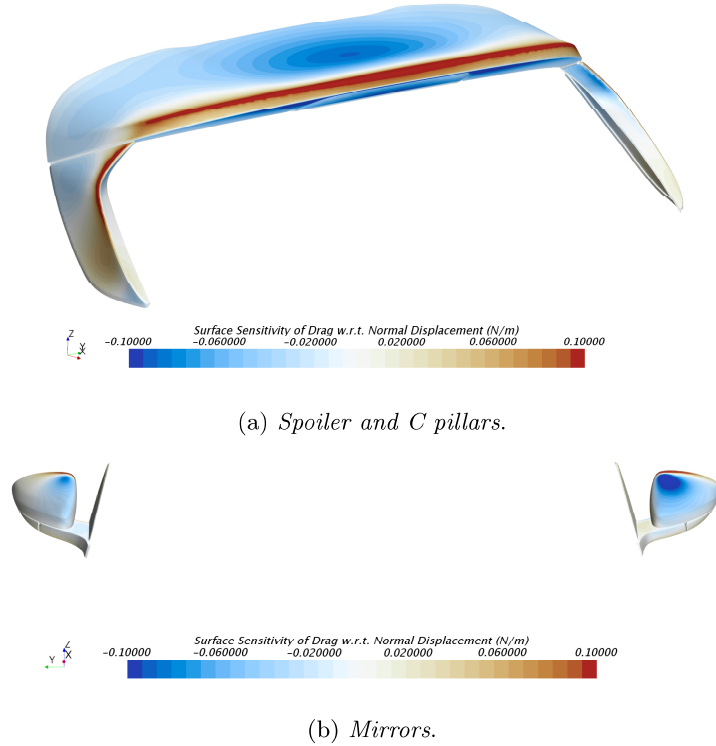 Surface Sensitivity of Drag w.r.t. Normal Displacement (N/m)
-0.10000 -0.060000 -0.020000 0.020000 0.060000 0.10000
Z
Y
X
(a) Spoiler and C pillars.
Surface Sensitivity of Drag w.r.t. Normal Displacement (N/m)
-0.10000 -0.060000 -0.020000 0.020000 0.060000 0.10000
Z
Y X
(b) Mirrors.